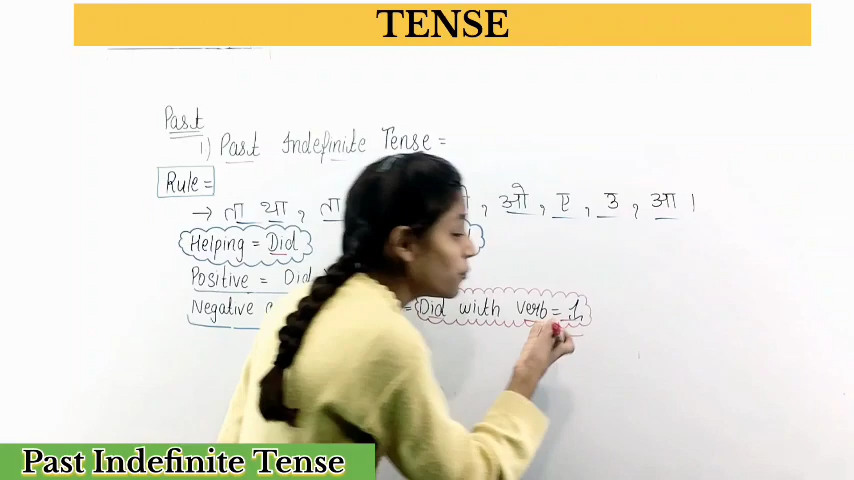 TENSE
Past
1) Past Indefinite Tense =
Rule =
→ ता था, ता , ओ, ए, उ, आ।
Helping = Did
Positive = Did
Negative = Did with Verb = 1
Past Indefinite Tense